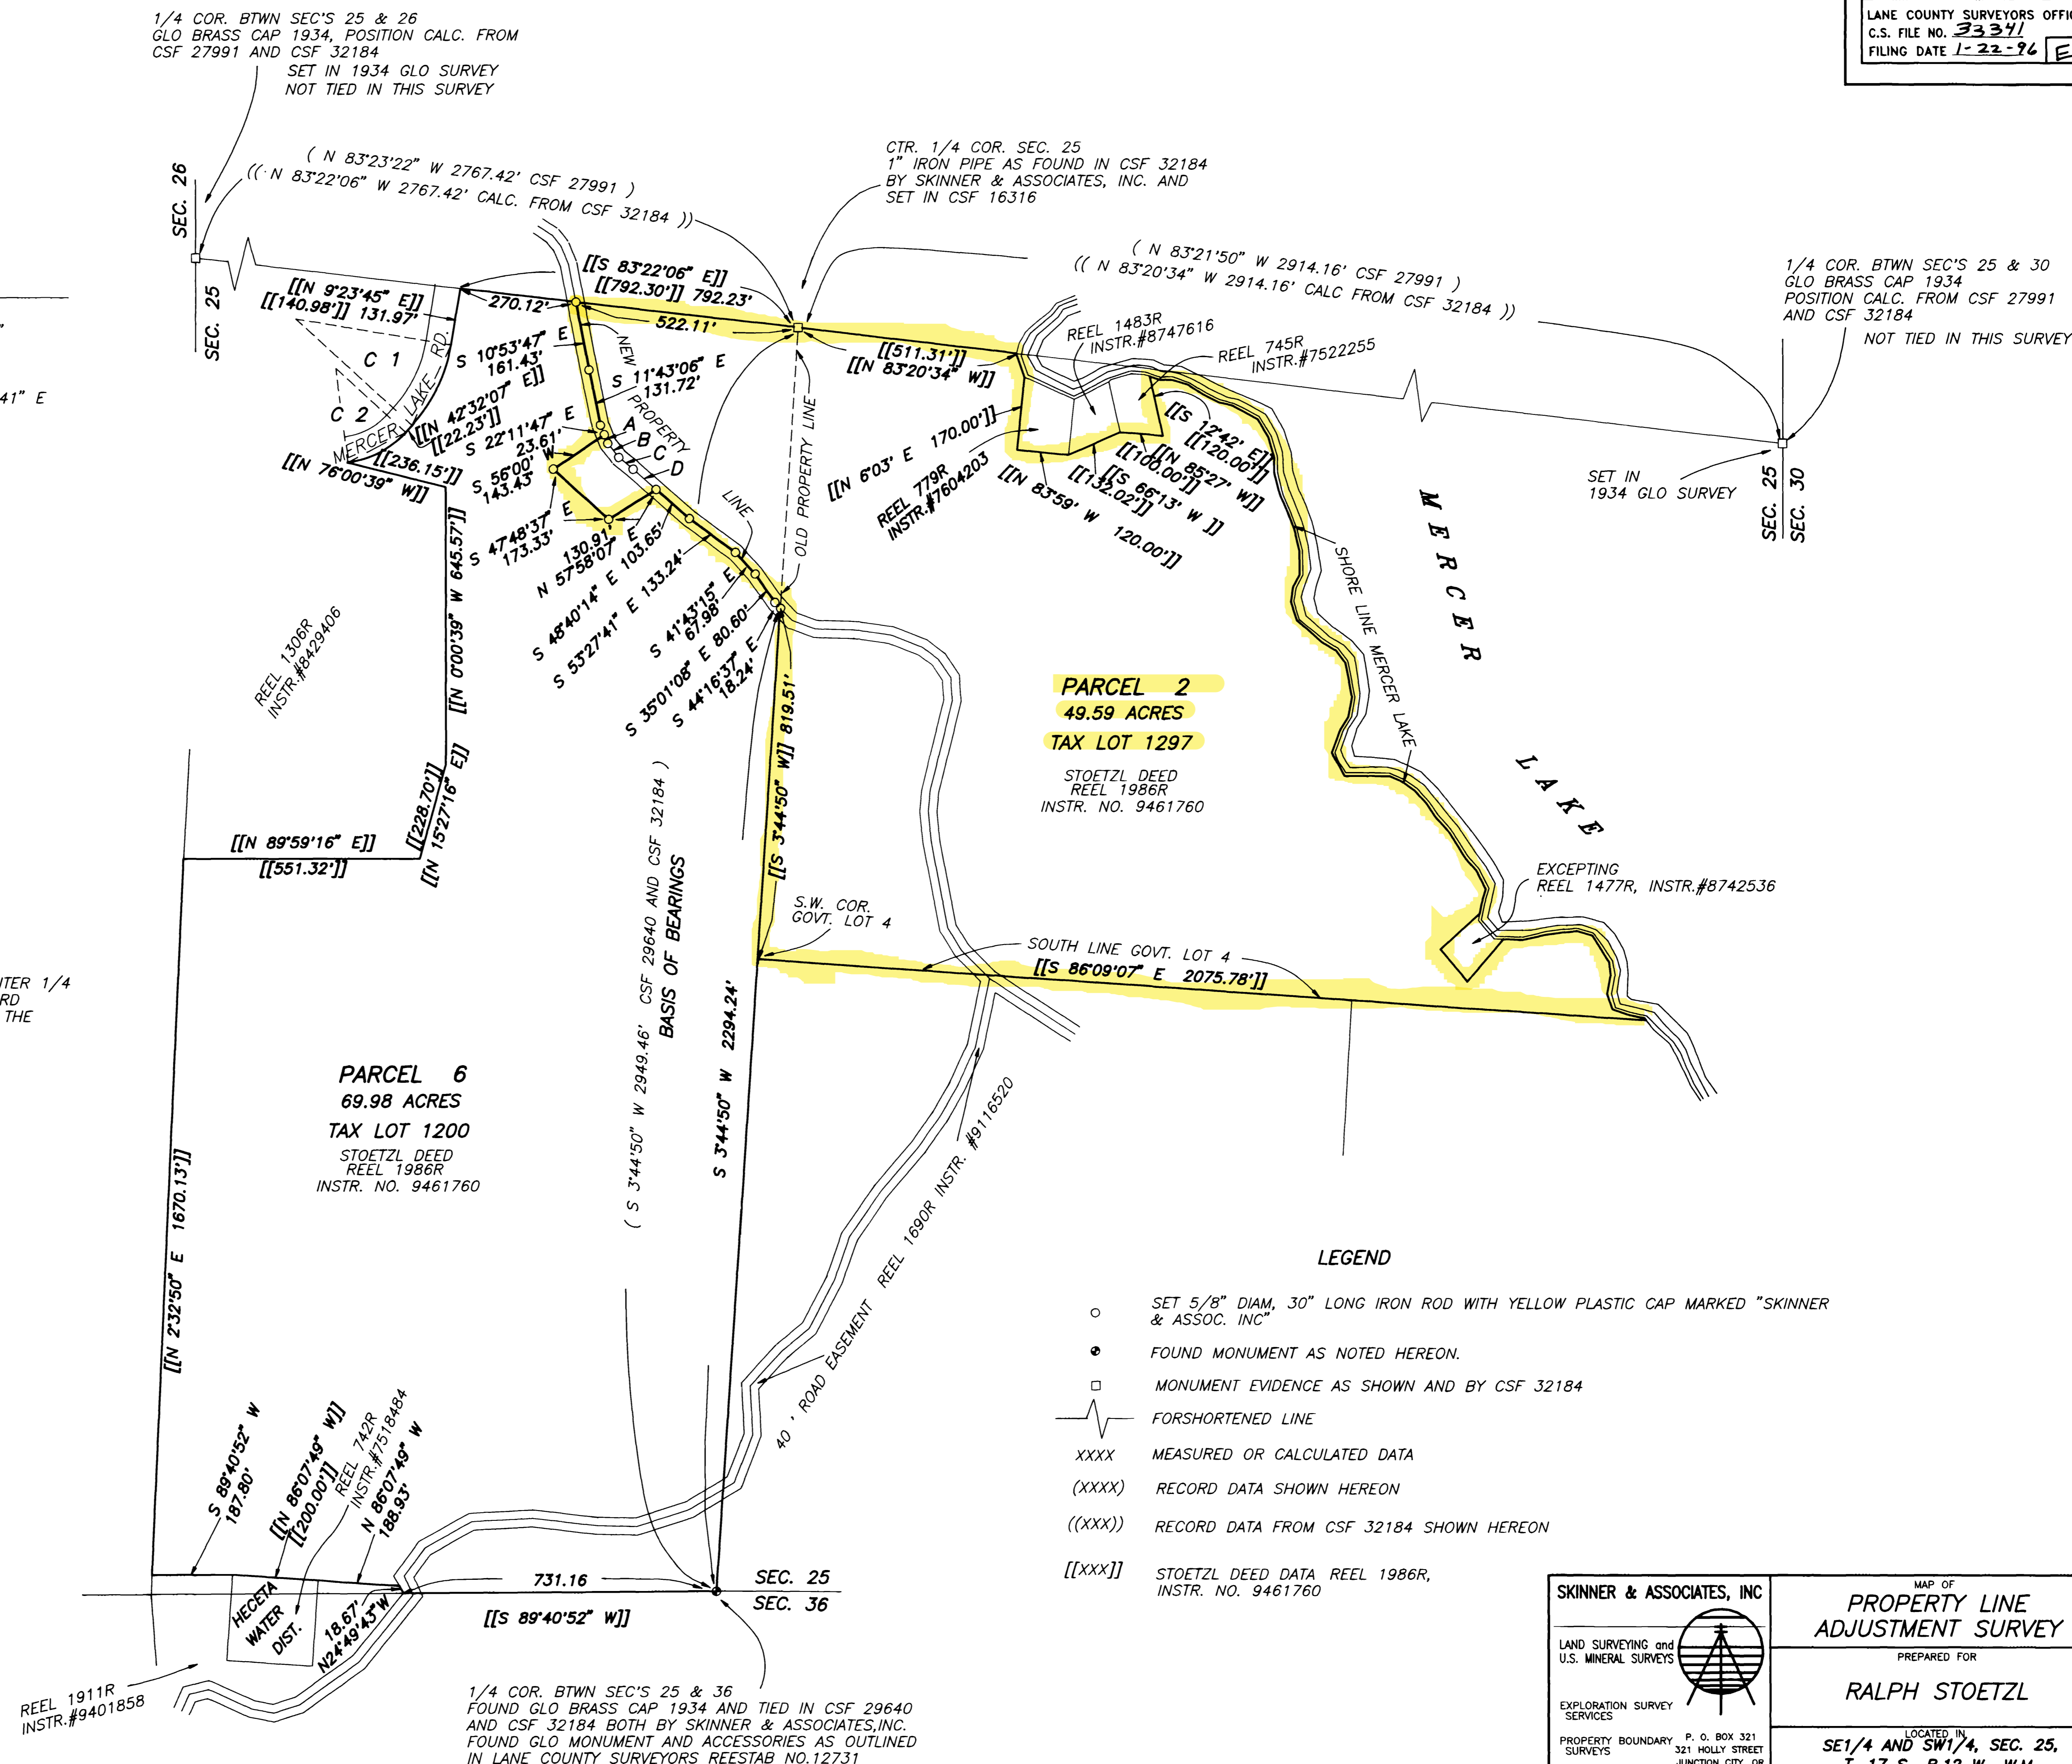 1/4 COR. BTWN SEC'S 25 & 26
GLO BRASS CAP 1934, POSITION CALC. FROM
CSF 27991 AND CSF 32184
SET IN 1934 GLO SURVEY
NOT TIED IN THIS SURVEY
LANE COUNTY SURVEYORS OFFI
C.S. FILE NO. 33341
FILING DATE 1-22-96 E
SEC. 26
SEC. 25
( N 83°23'22" W 2767.42' CSF 27991 )
(( N 83°22'06" W 2767.42' CALC. FROM CSF 32184 ))
CTR. 1/4 COR. SEC. 25
1" IRON PIPE AS FOUND IN CSF 32184
BY SKINNER & ASSOCIATES, INC. AND
SET IN CSF 16316
( N 83°21'50" W 2914.16' CSF 27991 )
(( N 83°20'34" W 2914.16' CALC FROM CSF 32184 ))
1/4 COR. BTWN SEC'S 25 & 30
GLO BRASS CAP 1934
POSITION CALC. FROM CSF 27991
AND CSF 32184
NOT TIED IN THIS SURVEY
SET IN
1934 GLO SURVEY
SEC. 25
SEC. 30
[[S 83°22'06" E]]
[[792.30']] 792.23'
270.12'
522.11'
[[N 9°23'45" E]]
[[140.98']] 131.97'
C 1
C 2
MERCER LAKE RD.
S 10°53'47" E
161.43'
S 11°43'06" E
131.72'
[[N 42°32'07" E]]
[[22.23']]
S 22°11'47" E
23.61'
[[236.15']]
[[N 76°00'39" W]]
S 56°00' W
143.43'
S 47°48'37" E
173.33'
130.91'
N 57°58'07" E
S 48°40'14" E 103.65'
S 53°27'41" E 133.24'
S 41°43'15" E
67.98'
S 35°01'08" E 80.60'
S 44°16'37" E
18.24'
NEW PROPERTY LINE
A
B
C
D
OLD PROPERTY LINE
[[511.31']]
[[N 83°20'34" W]]
REEL 1483R
INSTR.#8747616
REEL 745R
INSTR.#7522255
[[N 6°03' E 170.00']]
REEL 779R
INSTR.#7604203
[[N 83°59' W 120.00']]
[[S 66°13' W ]]
[[132.02']]
[[N 85°27' W]]
[[100.00']]
[[S 12°42' E]]
[[120.00']]
SHORE LINE MERCER LAKE
MERCER LAKE
41" E
REEL 1306R
INSTR.#8429406
[[N 0°00'39" W 645.57']]
[[228.70']]
[[N 15°27'16" E]]
[[N 89°59'16" E]]
[[551.32']]
[[S 3°44'50" W]] 819.51'
PARCEL 2
49.59 ACRES
TAX LOT 1297
STOETZL DEED
REEL 1986R
INSTR. NO. 9461760
EXCEPTING
REEL 1477R, INSTR.#8742536
S.W. COR.
GOVT. LOT 4
SOUTH LINE GOVT. LOT 4
[[S 86°09'07" E 2075.78']]
( S 3°44'50" W 2949.46' CSF 29640 AND CSF 32184 )
BASIS OF BEARINGS
S 3°44'50" W 2294.24'
NTER 1/4
RD
THE
PARCEL 6
69.98 ACRES
TAX LOT 1200
STOETZL DEED
REEL 1986R
INSTR. NO. 9461760
[[N 2°32'50" E 1670.13']]
40 ' ROAD EASEMENT REEL 1690R INSTR. #9116520
S 89°40'52" W
187.80'
[[N 86°07'49" W]]
[[200.00']]
REEL 742R
INSTR.#7518484
N 86°07'49" W
188.93'
HECETA
WATER
DIST.
18.67'
N24°49'43"W
731.16
[[S 89°40'52" W]]
SEC. 25
SEC. 36
REEL 1911R
INSTR.#9401858
1/4 COR. BTWN SEC'S 25 & 36
FOUND GLO BRASS CAP 1934 AND TIED IN CSF 29640
AND CSF 32184 BOTH BY SKINNER & ASSOCIATES,INC.
FOUND GLO MONUMENT AND ACCESSORIES AS OUTLINED
IN LANE COUNTY SURVEYORS REESTAB NO.12731
LEGEND
SET 5/8" DIAM, 30" LONG IRON ROD WITH YELLOW PLASTIC CAP MARKED "SKINNER
& ASSOC. INC"
FOUND MONUMENT AS NOTED HEREON.
MONUMENT EVIDENCE AS SHOWN AND BY CSF 32184
FORSHORTENED LINE
XXXX MEASURED OR CALCULATED DATA
(XXXX) RECORD DATA SHOWN HEREON
((XXX)) RECORD DATA FROM CSF 32184 SHOWN HEREON
[[XXX]] STOETZL DEED DATA REEL 1986R,
INSTR. NO. 9461760
SKINNER & ASSOCIATES, INC
LAND SURVEYING and
U.S. MINERAL SURVEYS
EXPLORATION SURVEY
SERVICES
PROPERTY BOUNDARY
SURVEYS
P. O. BOX 321
321 HOLLY STREET
JUNCTION CITY, OR
MAP OF
PROPERTY LINE
ADJUSTMENT SURVEY
PREPARED FOR
RALPH STOETZL
LOCATED IN
SE1/4 AND SW1/4, SEC. 25,
T. 17 S., R.12 W., W.M.